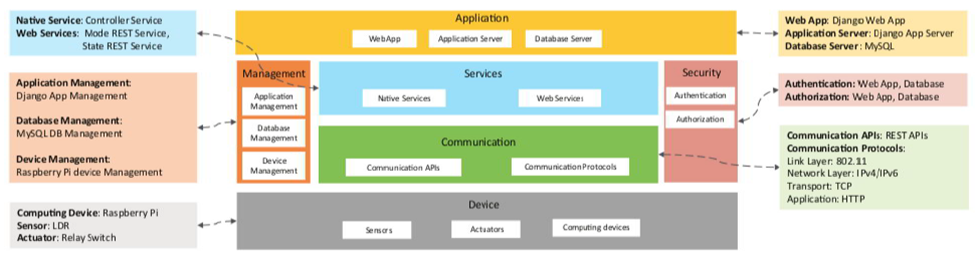 Native Service: Controller Service
Web Services: Mode REST Service,
State REST Service
Application Management:
Django App Management
Database Management:
MySQL DB Management
Device Management:
Raspberry Pi device Management
Computing Device: Raspberry Pi
Sensor: LDR
Actuator: Relay Switch
Application
WebApp
Application Server
Database Server
Management
Application
Management
Database
Management
Device
Management
Services
Native Services
Web Services
Communication
Communication APIs
Communication Protocols
Security
Authentication
Authorization
Device
Sensors
Actuators
Computing devices
Web App: Django Web App
Application Server: Django App Server
Database Server: MySQL
Authentication: Web App, Database
Authorization: Web App, Database
Communication APIs: REST APIs
Communication Protocols:
Link Layer: 802.11
Network Layer: IPv4/IPv6
Transport: TCP
Application: HTTP